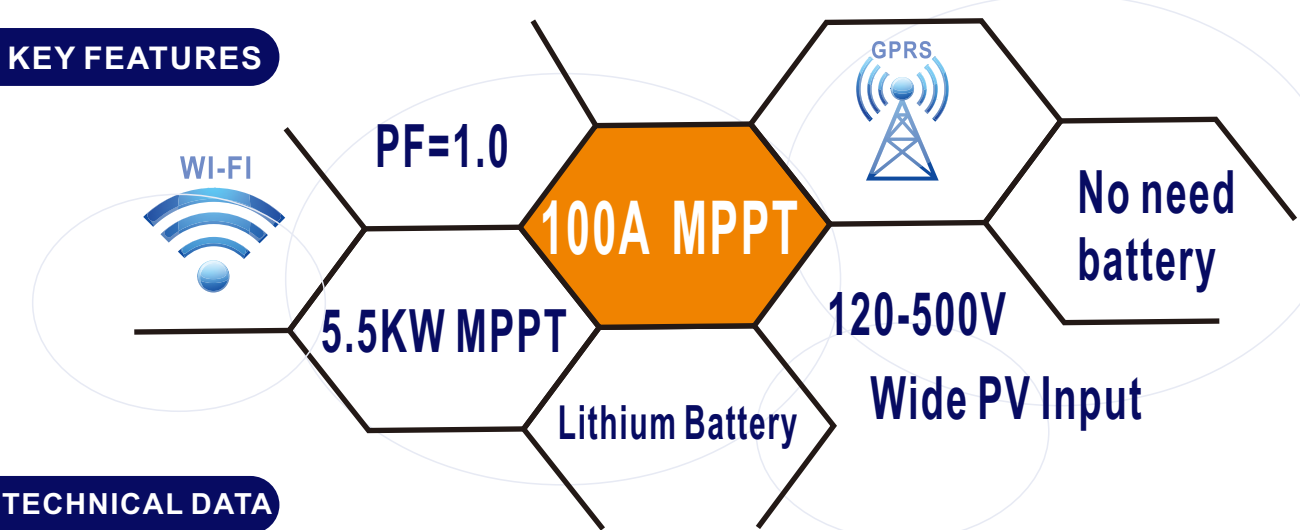 KEY FEATURES
GPRS
PF=1.0
WI-FI
No need
battery
100A MPPT
120-500V
5.5KW MPPT
Wide PV Input
Lithium Battery
TECHNICAL DATA